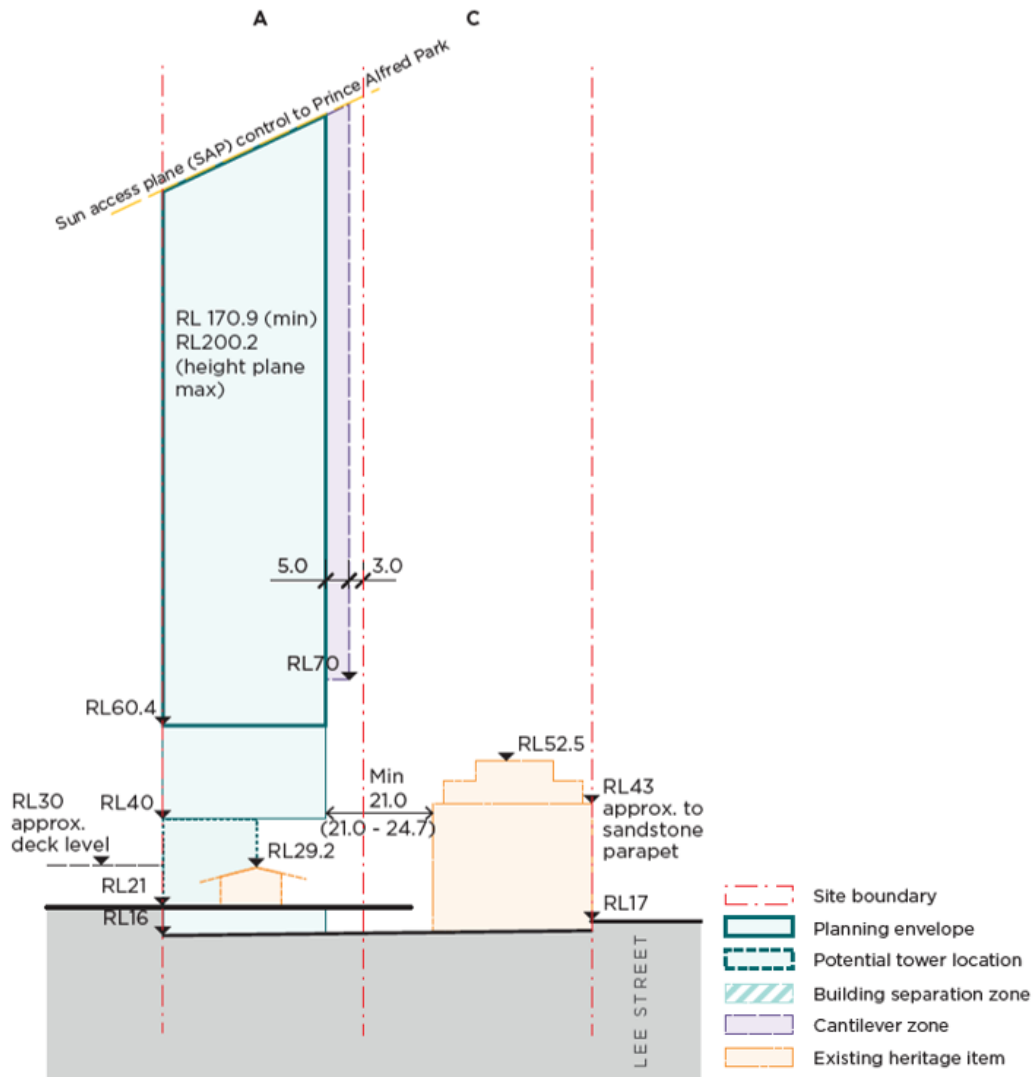 A
C
Sun access plane (SAP) control to Prince Alfred Park
RL 170.9 (min)
RL200.2
(height plane
max)
5.0
3.0
RL70
RL60.4
RL52.5
Min
21.0
(21.0 - 24.7)
RL43
approx. to
sandstone
parapet
RL40
RL30
approx.
deck level
RL29.2
RL21
RL16
RL17
LEE STREET
Site boundary
Planning envelope
Potential tower location
Building separation zone
Cantilever zone
Existing heritage item